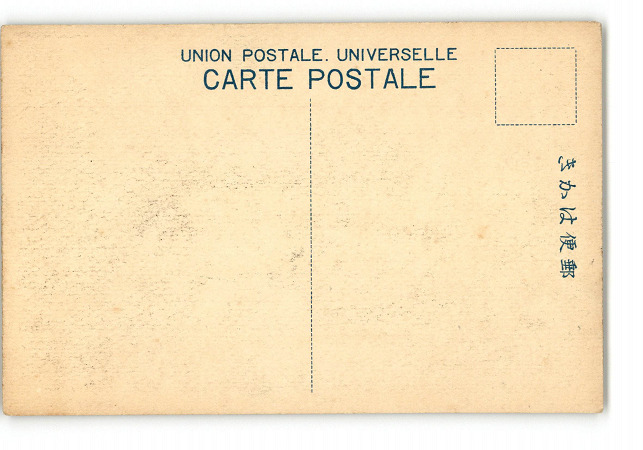 UNION POSTALE. UNIVERSELLE
CARTE POSTALE
郵便はかき